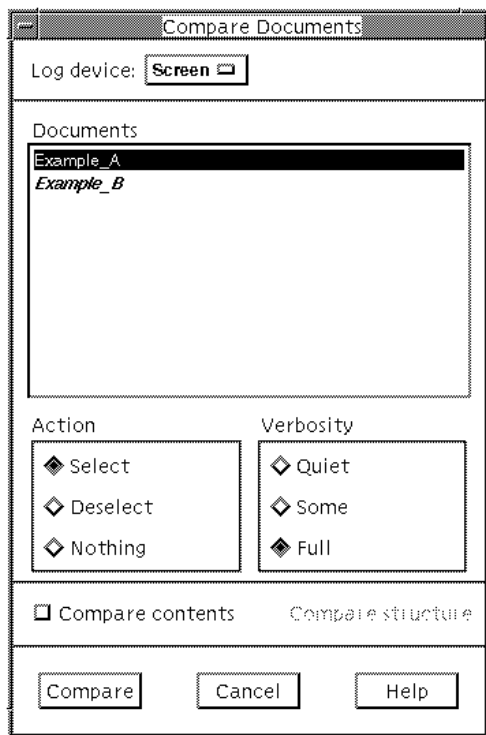 Compare Documents
Log device: Screen
Documents
Example_A
Example_B
Action Verbosity
Select Quiet
Deselect Some
Nothing Full
Compare contents Compare structure
Compare Cancel Help